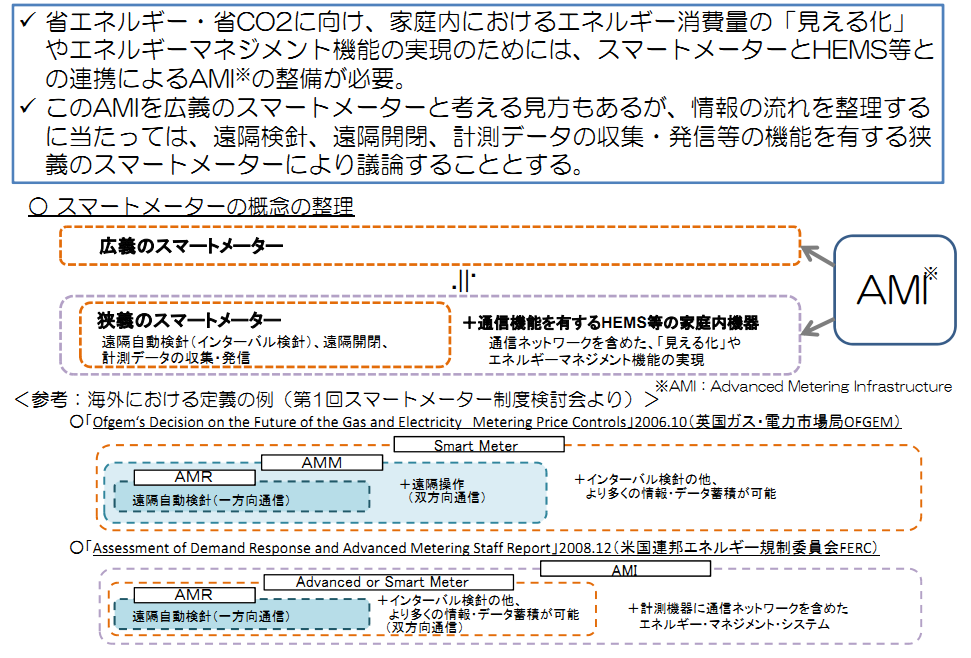 ✓ 省エネルギー・省CO2に向け、家庭内におけるエネルギー消費量の「見える化」
やエネルギーマネジメント機能の実現のためには、スマートメーターとHEMS等と
の連携によるAMI※の整備が必要。
✓ このAMIを広義のスマートメーターと考える見方もあるが、情報の流れを整理する
に当たっては、遠隔検針、遠隔開閉、計測データの収集・発信等の機能を有する狭
義のスマートメーターにより議論することとする。
○ スマートメーターの概念の整理
広義のスマートメーター
AMI※
狭義のスマートメーター
遠隔自動検針(インターバル検針)、遠隔開閉、
計測データの収集・発信
+通信機能を有するHEMS等の家庭内機器
通信ネットワークを含めた、「見える化」や
エネルギーマネジメント機能の実現
※AMI:Advanced Metering Infrastructure
<参考:海外における定義の例(第1回スマートメーター制度検討会より)>
○「Ofgem's Decision on the Future of the Gas and Electricity Metering Price Controls」2006.10(英国ガス・電力市場局OFGEM)
Smart Meter
AMM
AMR
遠隔自動検針(一方向通信)
+遠隔操作
(双方向通信)
+インターバル検針の他、
より多くの情報・データ蓄積が可能
○「Assessment of Demand Response and Advanced Metering Staff Report」2008.12(米国連邦エネルギー規制委員会FERC)
AMI
Advanced or Smart Meter
AMR
遠隔自動検針(一方向通信)
+インターバル検針の他、
より多くの情報・データ蓄積が可能
(双方向通信)
+計測機器に通信ネットワークを含めた
エネルギー・マネジメント・システム